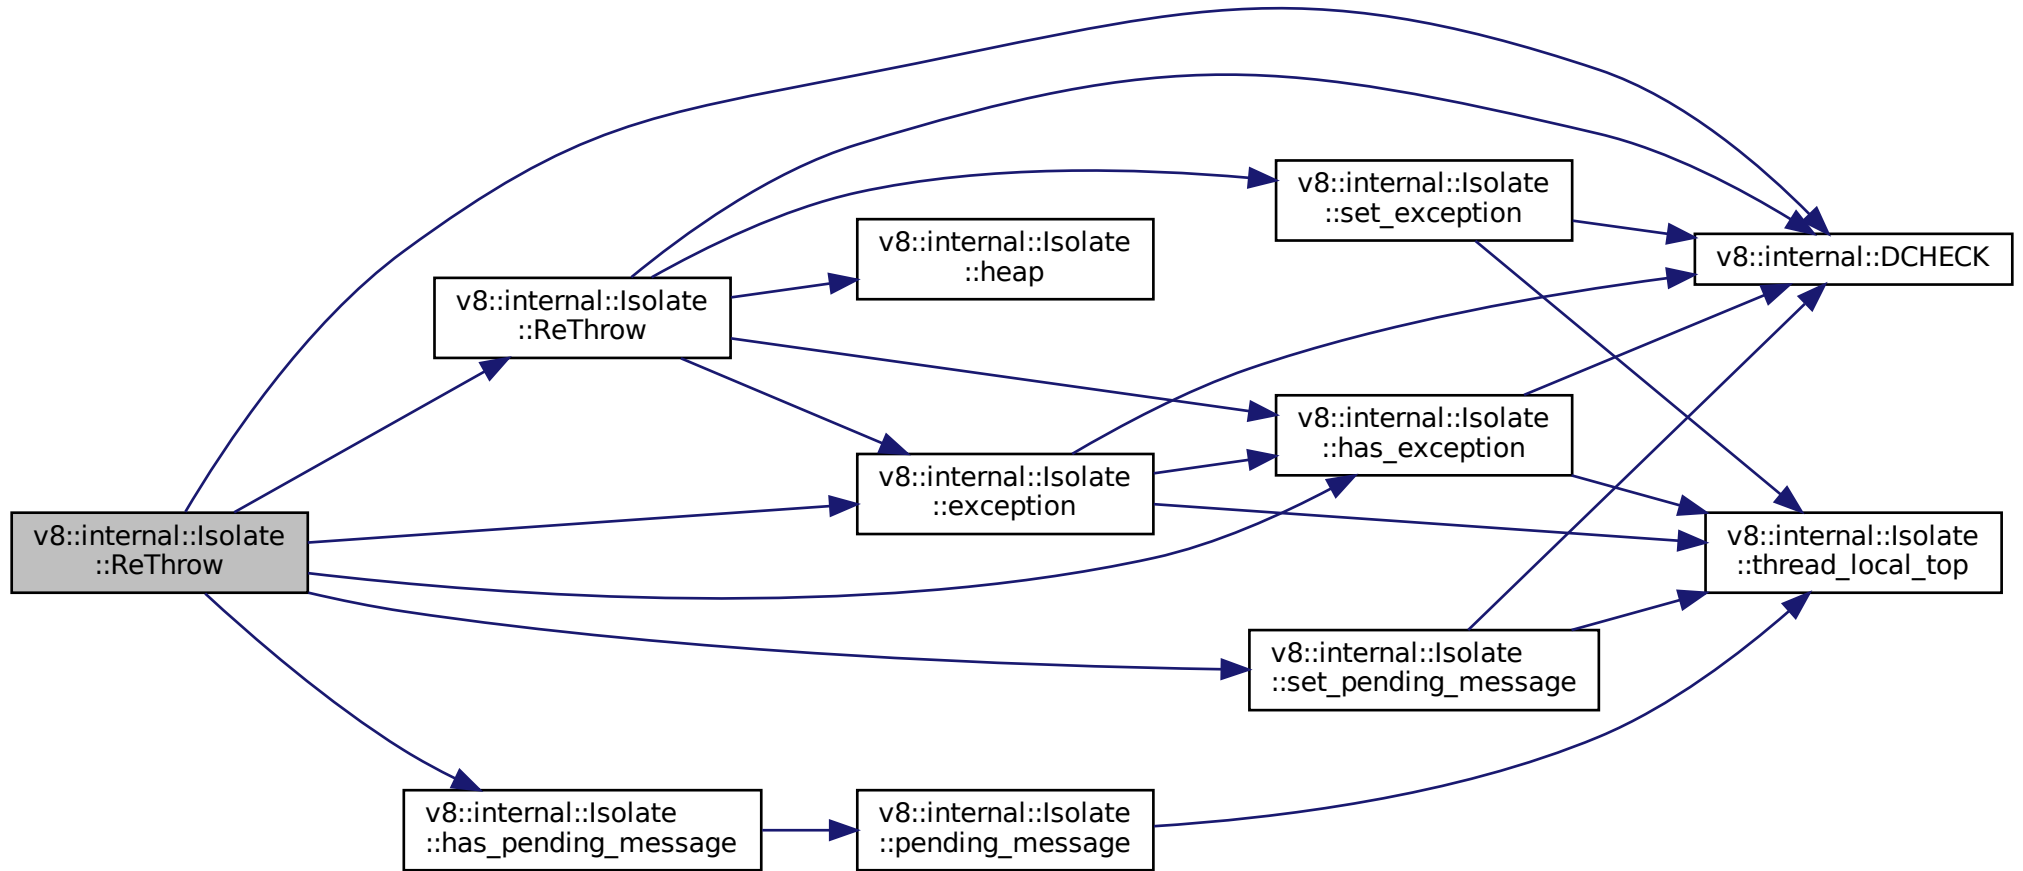 v8::internal::Isolate
::ReThrow
v8::internal::Isolate
::ReThrow
v8::internal::Isolate
::has_pending_message
v8::internal::Isolate
::heap
v8::internal::Isolate
::exception
v8::internal::Isolate
::pending_message
v8::internal::Isolate
::set_exception
v8::internal::Isolate
::has_exception
v8::internal::Isolate
::set_pending_message
v8::internal::DCHECK
v8::internal::Isolate
::thread_local_top